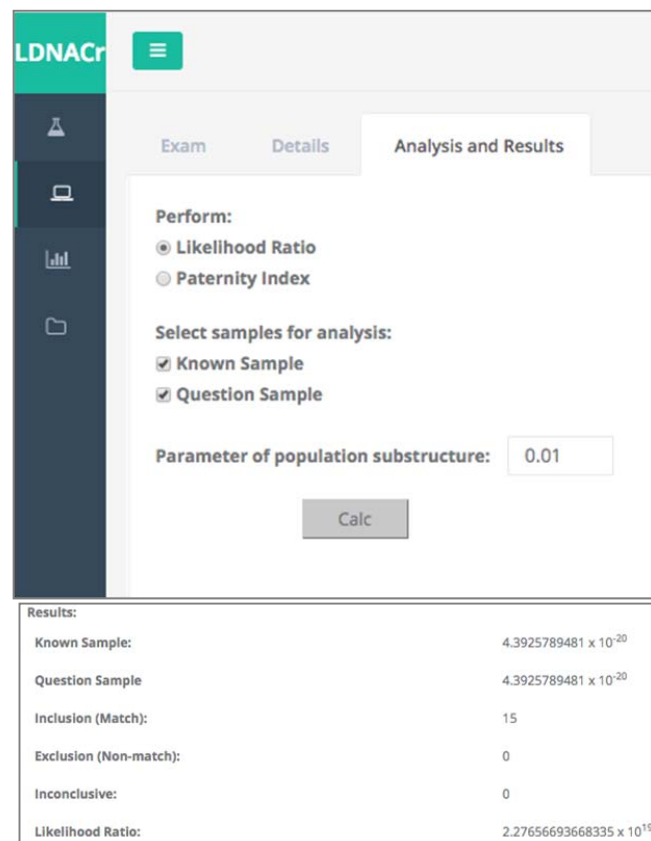 LDNACr
Exam Details Analysis and Results
Perform:
Likelihood Ratio
Paternity Index
Select samples for analysis:
Known Sample
Question Sample
Parameter of population substructure: 0.01
Calc
Results:
Known Sample: 4.3925789481 x 10⁻²⁰
Question Sample 4.3925789481 x 10⁻²⁰
Inclusion (Match): 15
Exclusion (Non-match): 0
Inconclusive: 0
Likelihood Ratio: 2.27656693668335 x 10¹⁹